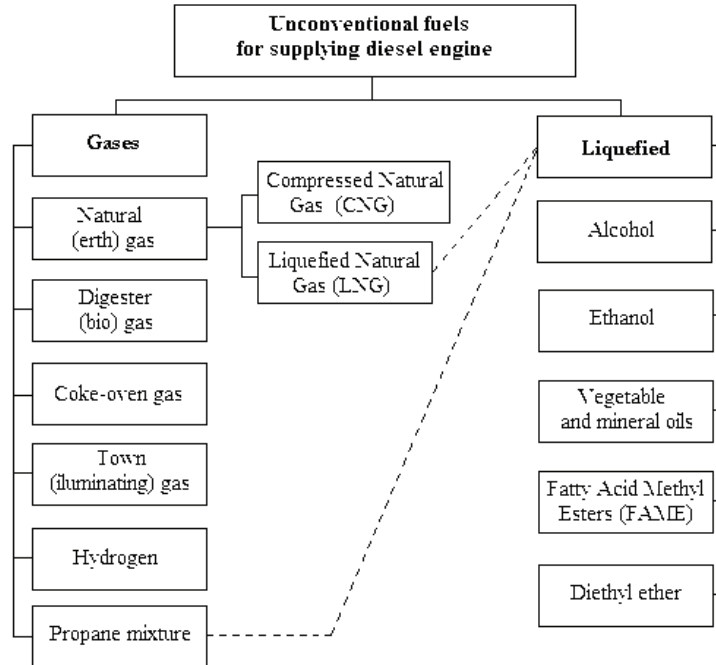 Unconventional fuels
for supplying diesel engine
Gases
Liquefied
Natural
(erth) gas
Compressed Natural
Gas (CNG)
Liquefied Natural
Gas (LNG)
Alcohol
Digester
(bio) gas
Ethanol
Coke-oven gas
Vegetable
and mineral oils
Town
(iluminating) gas
Fatty Acid Methyl
Esters (FAME)
Hydrogen
Diethyl ether
Propane mixture